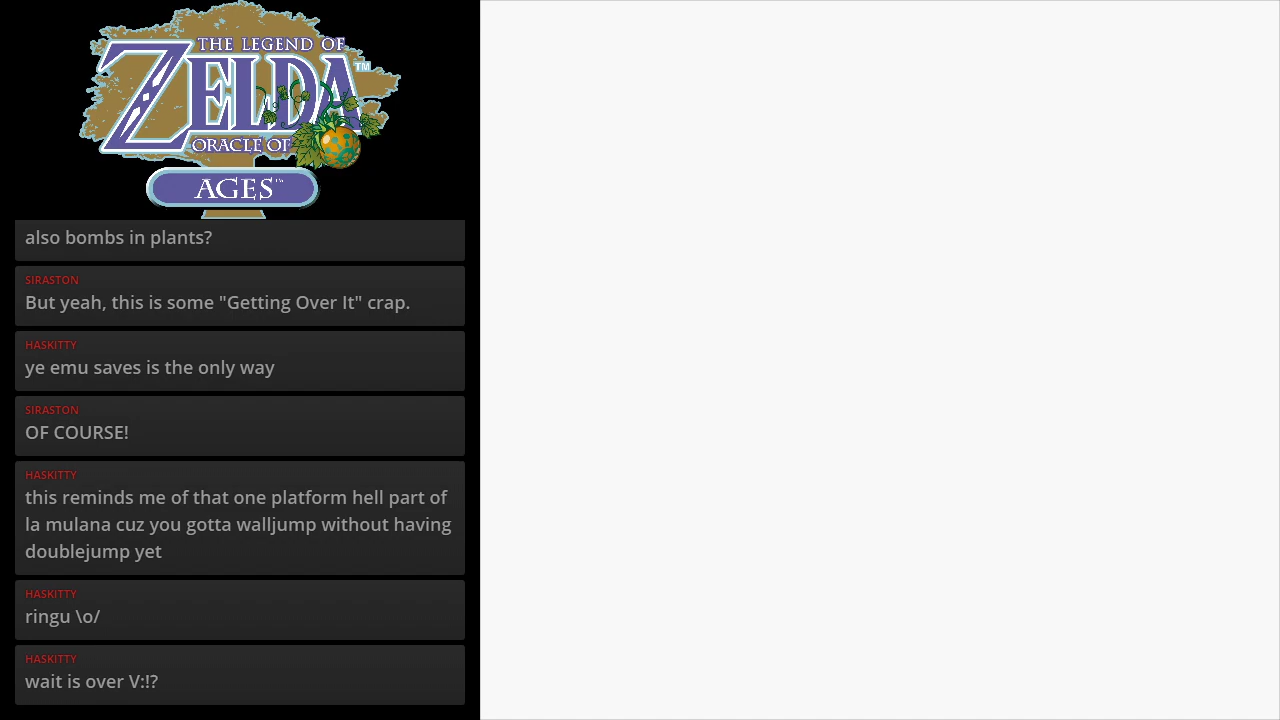 THE LEGEND OF
ZELDA™
ORACLE OF
AGES™
also bombs in plants?
SIRASTON
But yeah, this is some "Getting Over It" crap.
HASKITTY
ye emu saves is the only way
SIRASTON
OF COURSE!
HASKITTY
this reminds me of that one platform hell part of
la mulana cuz you gotta walljump without having
doublejump yet
HASKITTY
ringu \o/
HASKITTY
wait is over V:!?